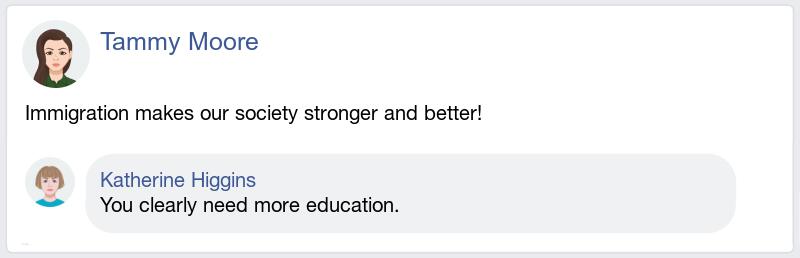 Tammy Moore
Immigration makes our society stronger and better!
Katherine Higgins
You clearly need more education.